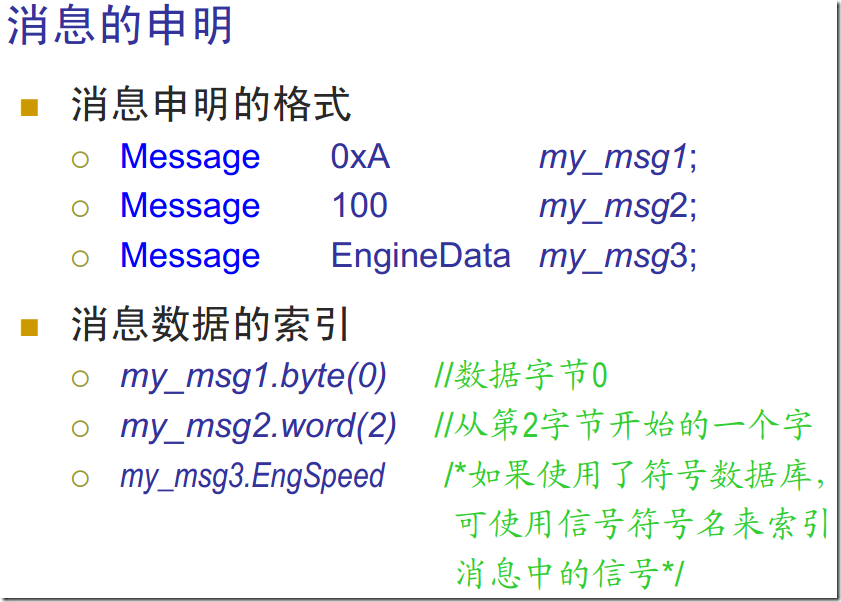 消息的申明
消息申明的格式
Message 0xA my_msg1;
Message 100 my_msg2;
Message EngineData my_msg3;
消息数据的索引
my_msg1.byte(0) //数据字节0
my_msg2.word(2) //从第2字节开始的一个字
my_msg3.EngSpeed /*如果使用了符号数据库，
可使用信号符号名来索引
消息中的信号*/